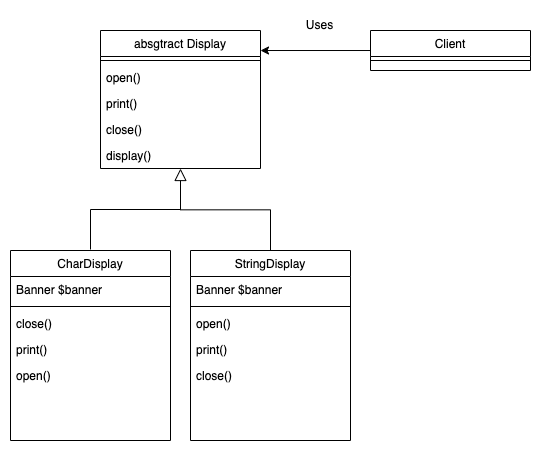 Uses
absgtract Display
Client
open()
print()
close()
display()
CharDisplay
Banner $banner
close()
print()
open()
StringDisplay
Banner $banner
open()
print()
close()